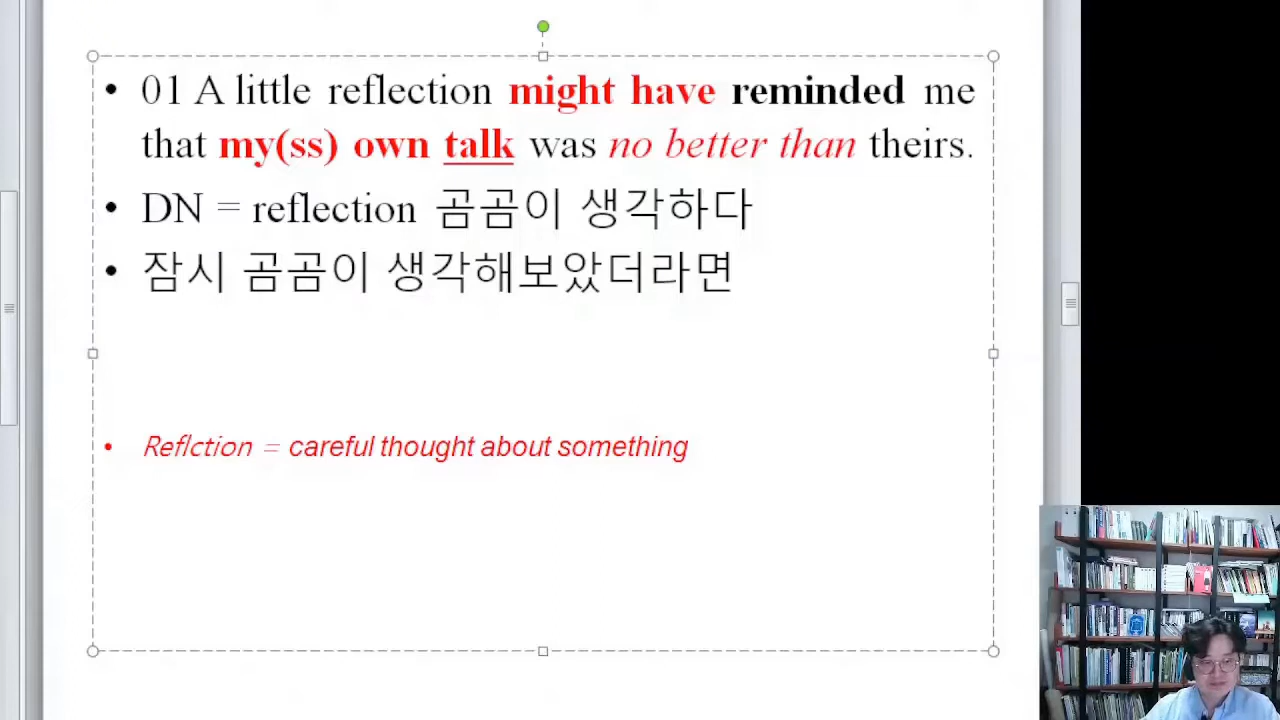 • 01 A little reflection might have reminded me
that my(ss) own talk was no better than theirs.
• DN = reflection 곰곰이 생각하다
• 잠시 곰곰이 생각해보았더라면
• Reflction = careful thought about something